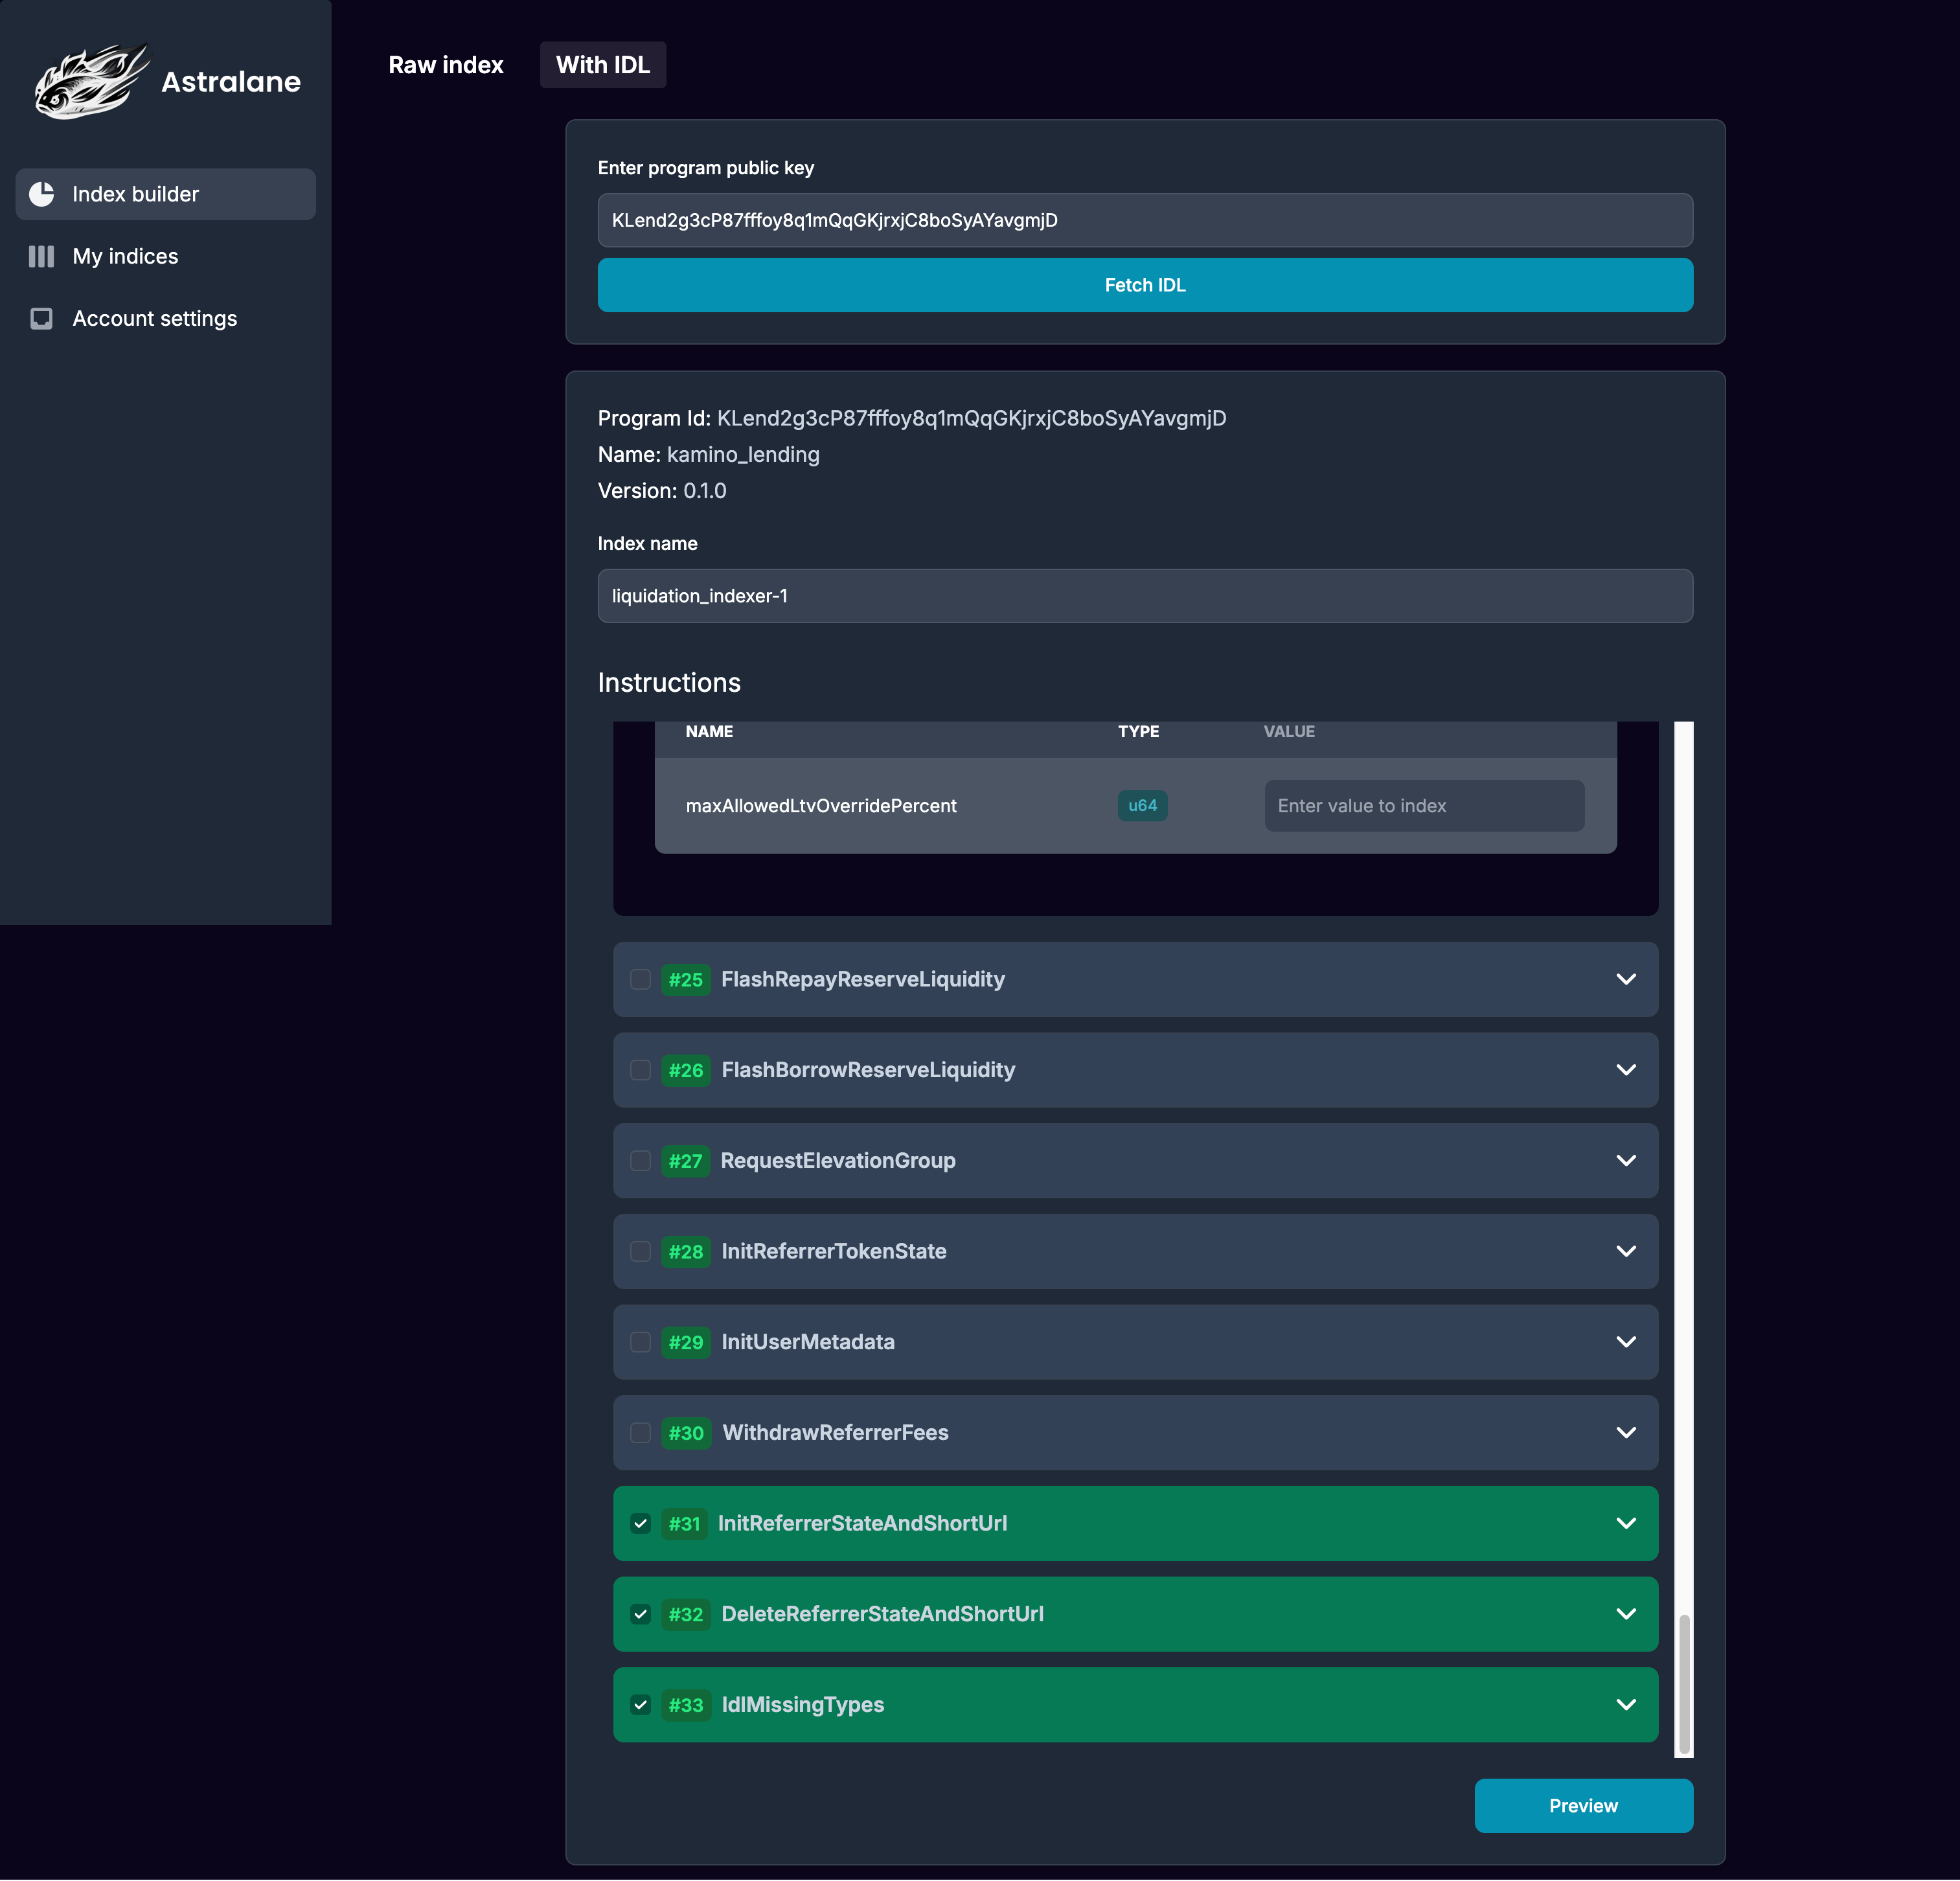 Astralane
Index builder
My indices
Account settings
Raw index
With IDL
Enter program public key
KLend2g3cP87fffoy8q1mQqGKjrxjC8boSyAYavgmjD
Fetch IDL
Program Id: KLend2g3cP87fffoy8q1mQqGKjrxjC8boSyAYavgmjD
Name: kamino_lending
Version: 0.1.0
Index name
liquidation_indexer-1
Instructions
NAME TYPE VALUE
maxAllowedLtvOverridePercent u64 Enter value to index
#25 FlashRepayReserveLiquidity
#26 FlashBorrowReserveLiquidity
#27 RequestElevationGroup
#28 InitReferrerTokenState
#29 InitUserMetadata
#30 WithdrawReferrerFees
#31 InitReferrerStateAndShortUrl
#32 DeleteReferrerStateAndShortUrl
#33 IdlMissingTypes
Preview